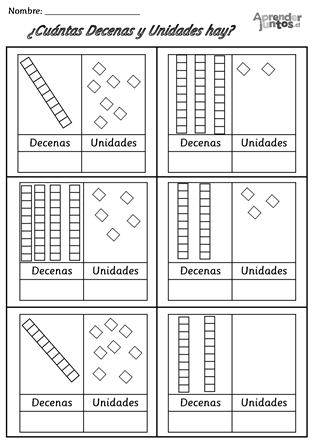 Nombre: ____________________
Aprender
juntos.cl
¿Cuántas Decenas y Unidades hay?
Decenas Unidades
Decenas Unidades
Decenas Unidades
Decenas Unidades
Decenas Unidades
Decenas Unidades